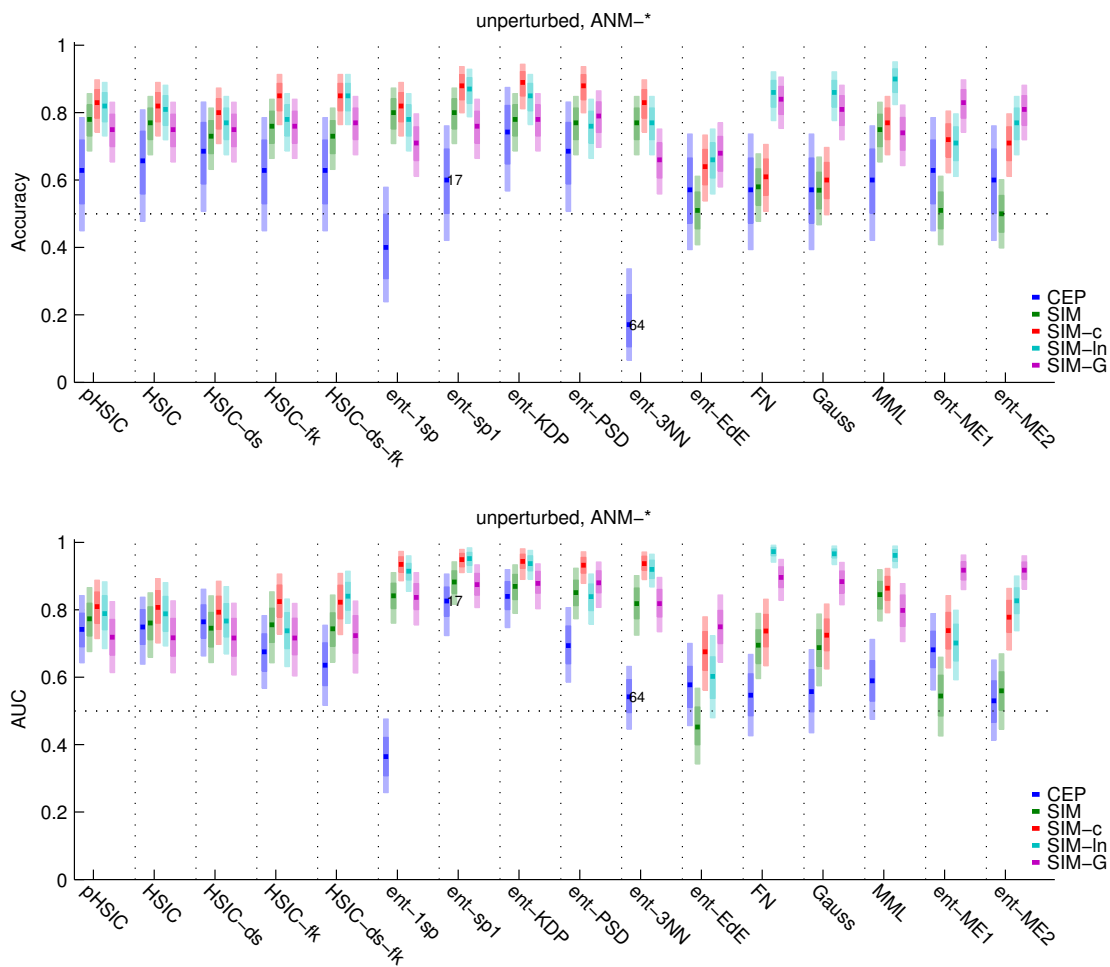 unperturbed, ANM−*
Accuracy
1
0.8
0.6
0.4
0.2
0
17
64
CEP
SIM
SIM−c
SIM−ln
SIM−G
pHSIC
HSIC
HSIC−ds
HSIC−fk
HSIC−ds−fk
ent−1sp
ent−sp1
ent−KDP
ent−PSD
ent−3NN
ent−EdE
FN
Gauss
MML
ent−ME1
ent−ME2
unperturbed, ANM−*
AUC
1
0.8
0.6
0.4
0.2
0
17
64
CEP
SIM
SIM−c
SIM−ln
SIM−G
pHSIC
HSIC
HSIC−ds
HSIC−fk
HSIC−ds−fk
ent−1sp
ent−sp1
ent−KDP
ent−PSD
ent−3NN
ent−EdE
FN
Gauss
MML
ent−ME1
ent−ME2